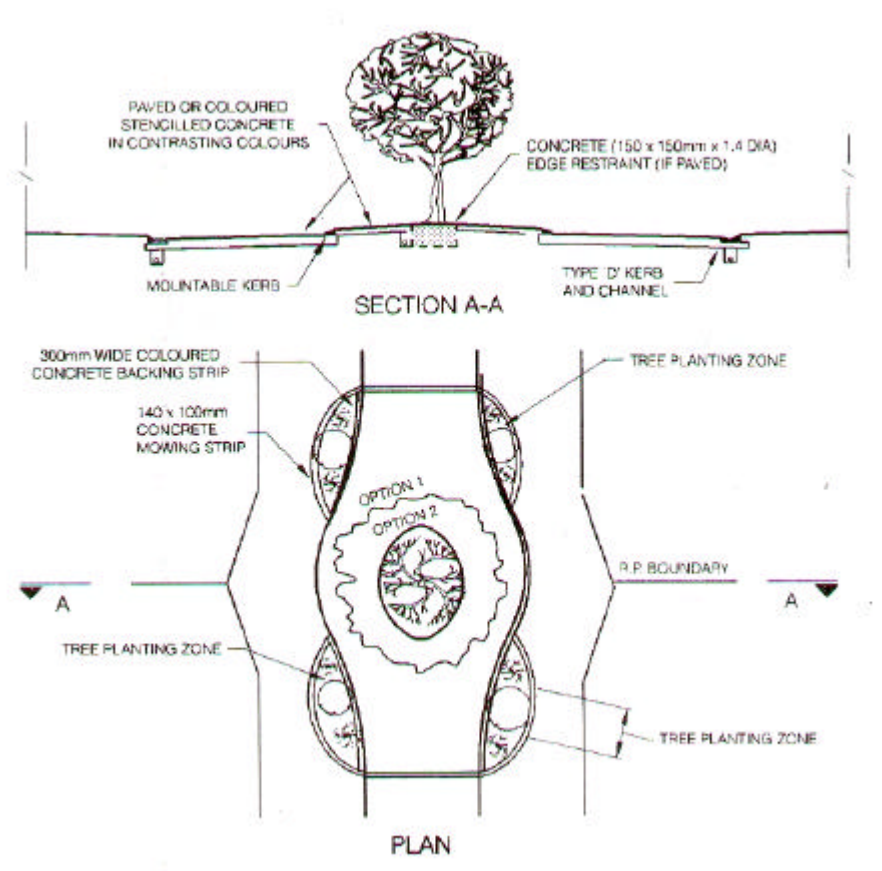 PAVED OR COLOURED
STENCILLED CONCRETE
IN CONTRASTING COLOURS
CONCRETE (150 x 150mm x 1.4 DIA)
EDGE RESTRAINT (IF PAVED)
MOUNTABLE KERB
TYPE 'D' KERB
AND CHANNEL
SECTION A-A
300mm WIDE COLOURED
CONCRETE BACKING STRIP
TREE PLANTING ZONE
140 x 100mm
CONCRETE
MOWING STRIP
OPTION 1
OPTION 2
R.P. BOUNDARY
A
A
TREE PLANTING ZONE
TREE PLANTING ZONE
PLAN